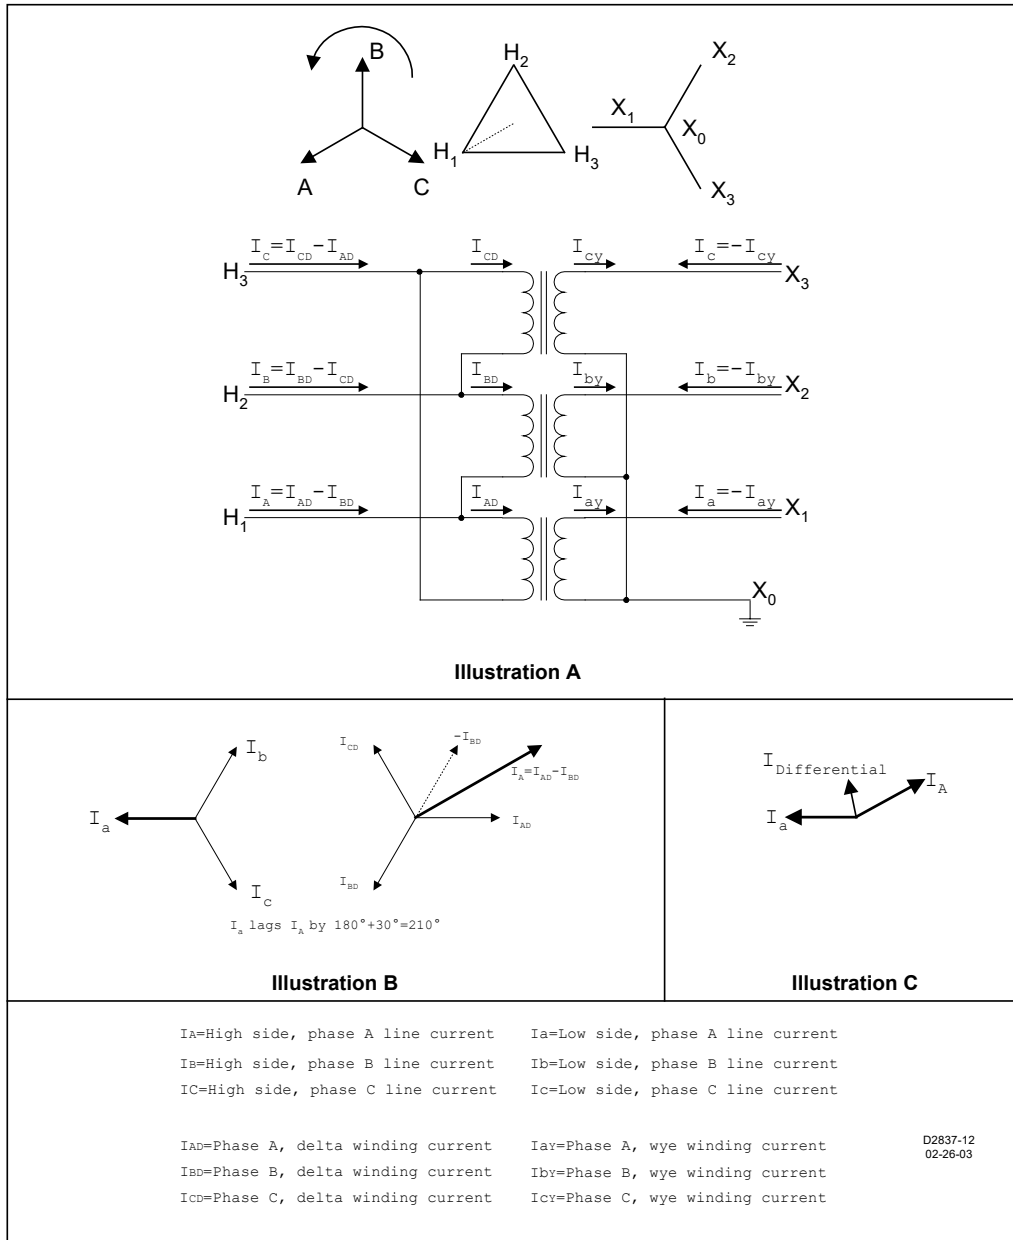 B
A
C
H2
H1
H3
X2
X1
X0
X3
IC=ICD-IAD
ICD
Icy
Ic=-Icy
H3
X3
IB=IBD-ICD
IBD
Iby
Ib=-Iby
H2
X2
IA=IAD-IBD
IAD
Iay
Ia=-Iay
H1
X1
X0
Illustration A
Ib
Ia
Ic
ICD
-IBD
IA=IAD-IBD
IAD
IBD
Ia lags IA by 180°+30°=210°
Illustration B
IDifferential
IA
Ia
Illustration C
IA=High side, phase A line current
Ia=Low side, phase A line current
IB=High side, phase B line current
Ib=Low side, phase B line current
IC=High side, phase C line current
Ic=Low side, phase C line current
IAD=Phase A, delta winding current
IaY=Phase A, wye winding current
IBD=Phase B, delta winding current
IbY=Phase B, wye winding current
ICD=Phase C, delta winding current
IcY=Phase C, wye winding current
D2837-12
02-26-03